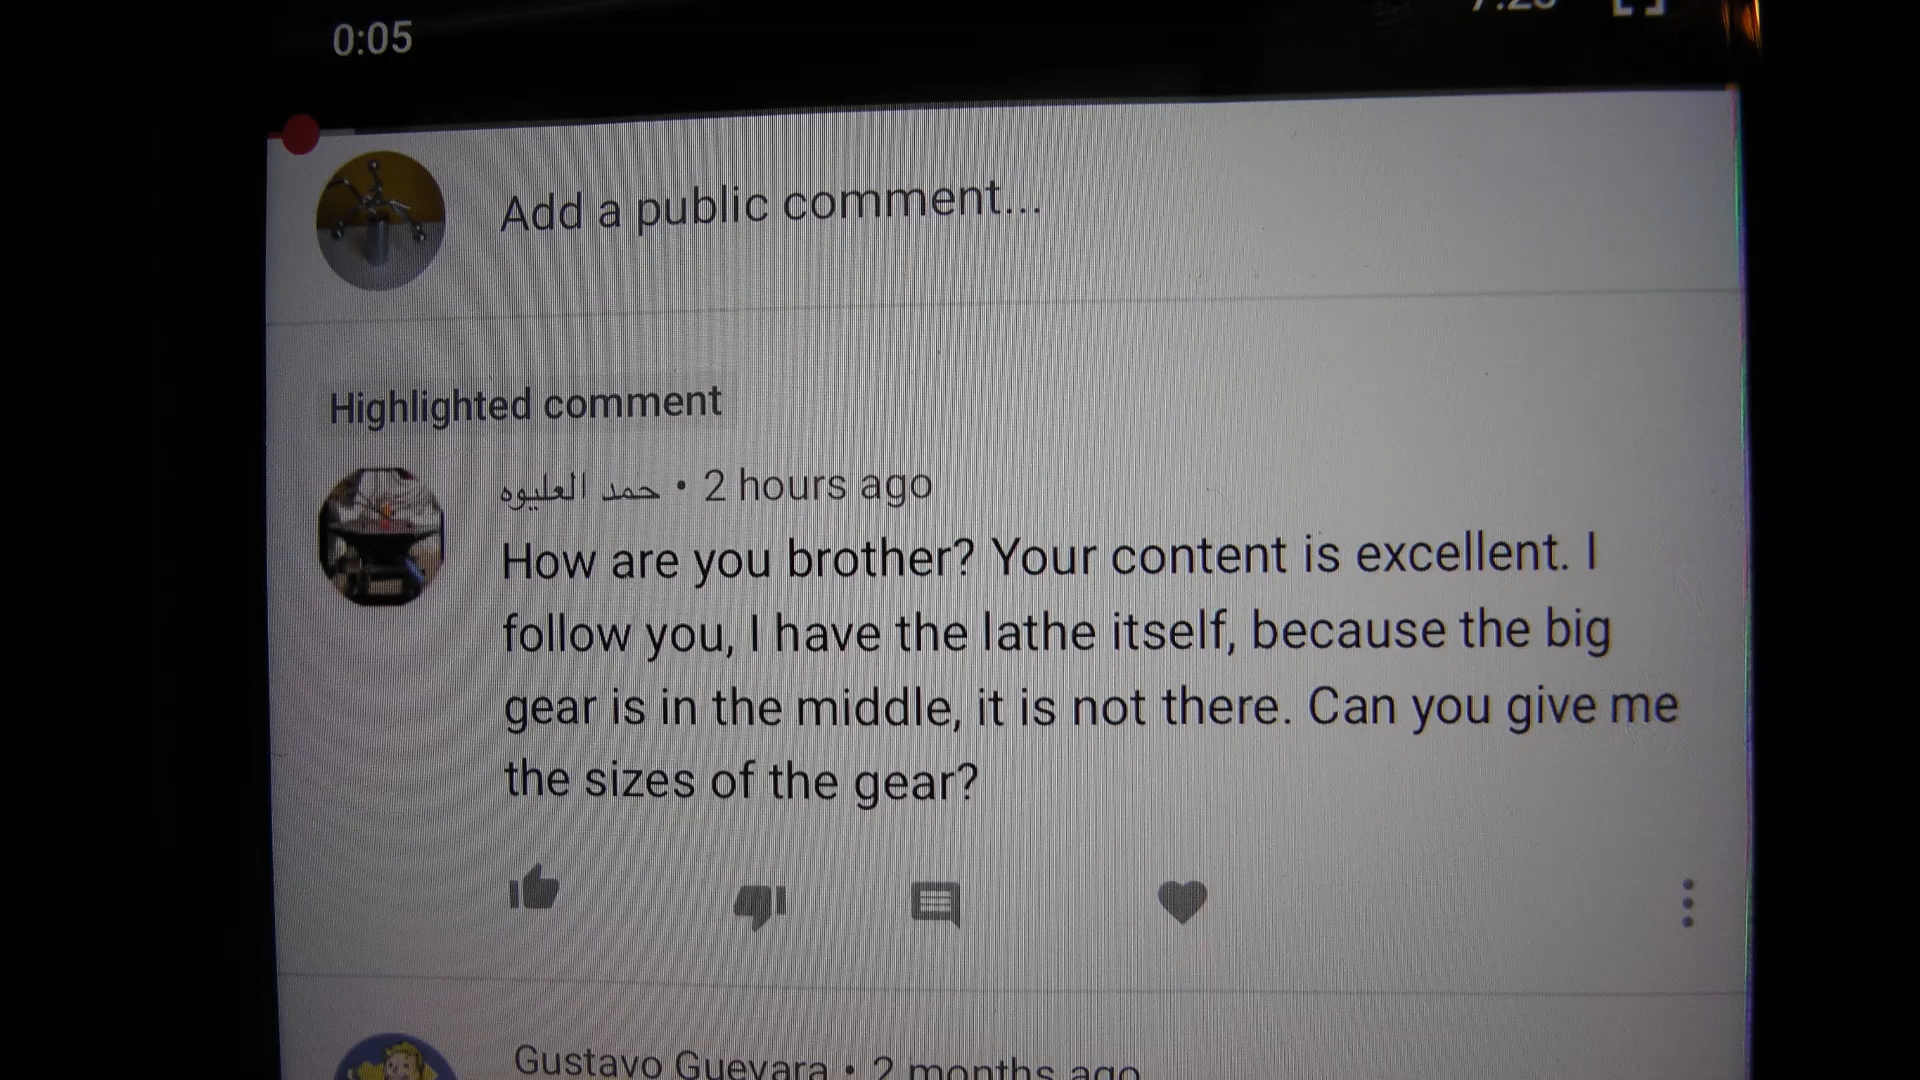 0:05
Add a public comment...
Highlighted comment
حمد العليوه • 2 hours ago
How are you brother? Your content is excellent. I
follow you, I have the lathe itself, because the big
gear is in the middle, it is not there. Can you give me
the sizes of the gear?
Gustavo Guevara • 2 months ago